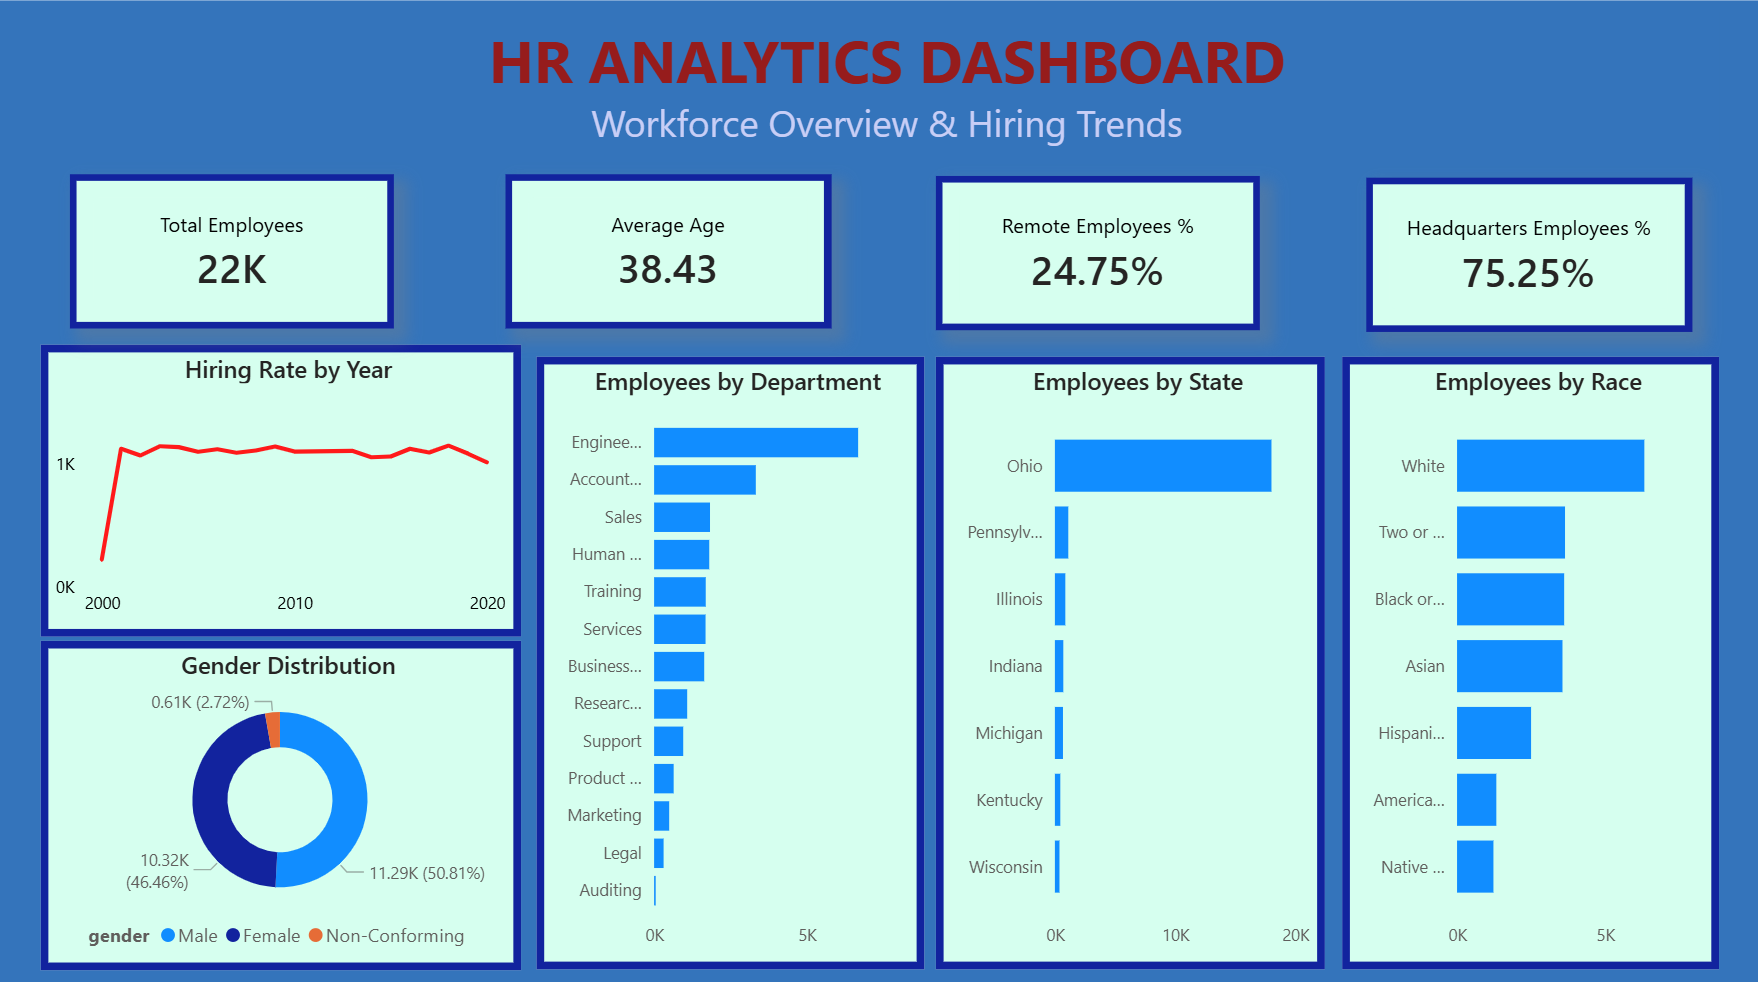 HR ANALYTICS DASHBOARD
Workforce Overview & Hiring Trends
Total Employees
22K
Average Age
38.43
Remote Employees %
24.75%
Headquarters Employees %
75.25%
Hiring Rate by Year
1K
0K
2000
2010
2020
Gender Distribution
0.61K (2.72%)
10.32K
(46.46%)
11.29K (50.81%)
gender
Male
Female
Non-Conforming
Employees by Department
Enginee...
Account...
Sales
Human ...
Training
Services
Business...
Researc...
Support
Product ...
Marketing
Legal
Auditing
0K
5K
Employees by State
Ohio
Pennsylv...
Illinois
Indiana
Michigan
Kentucky
Wisconsin
0K
10K
20K
Employees by Race
White
Two or ...
Black or...
Asian
Hispani...
America...
Native ...
0K
5K